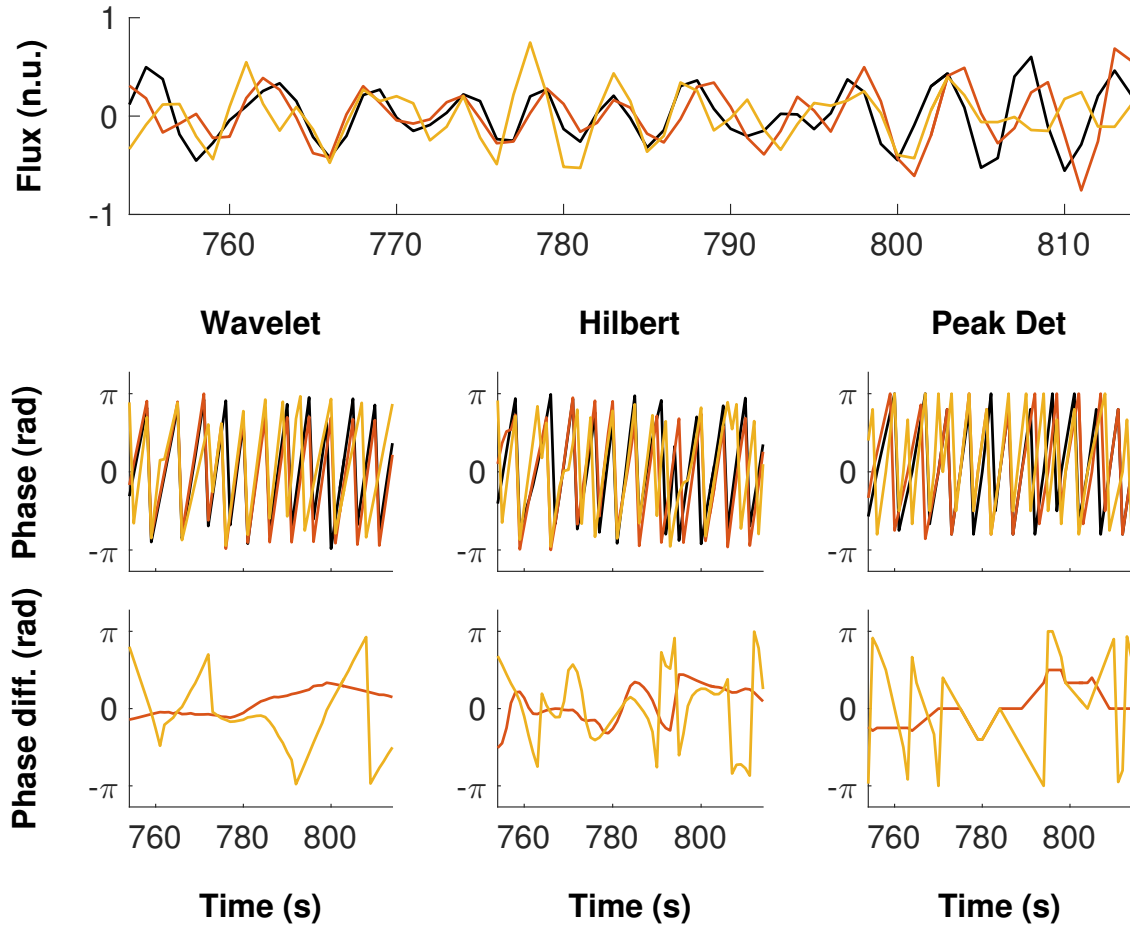 Flux (n.u.)
1
0
-1
760 770 780 790 800 810
Wavelet Hilbert Peak Det
Phase (rad)
π π π
0 0 0
-π -π -π
Phase diff. (rad)
π π π
0 0 0
-π -π -π
760 780 800 760 780 800 760 780 800
Time (s) Time (s) Time (s)